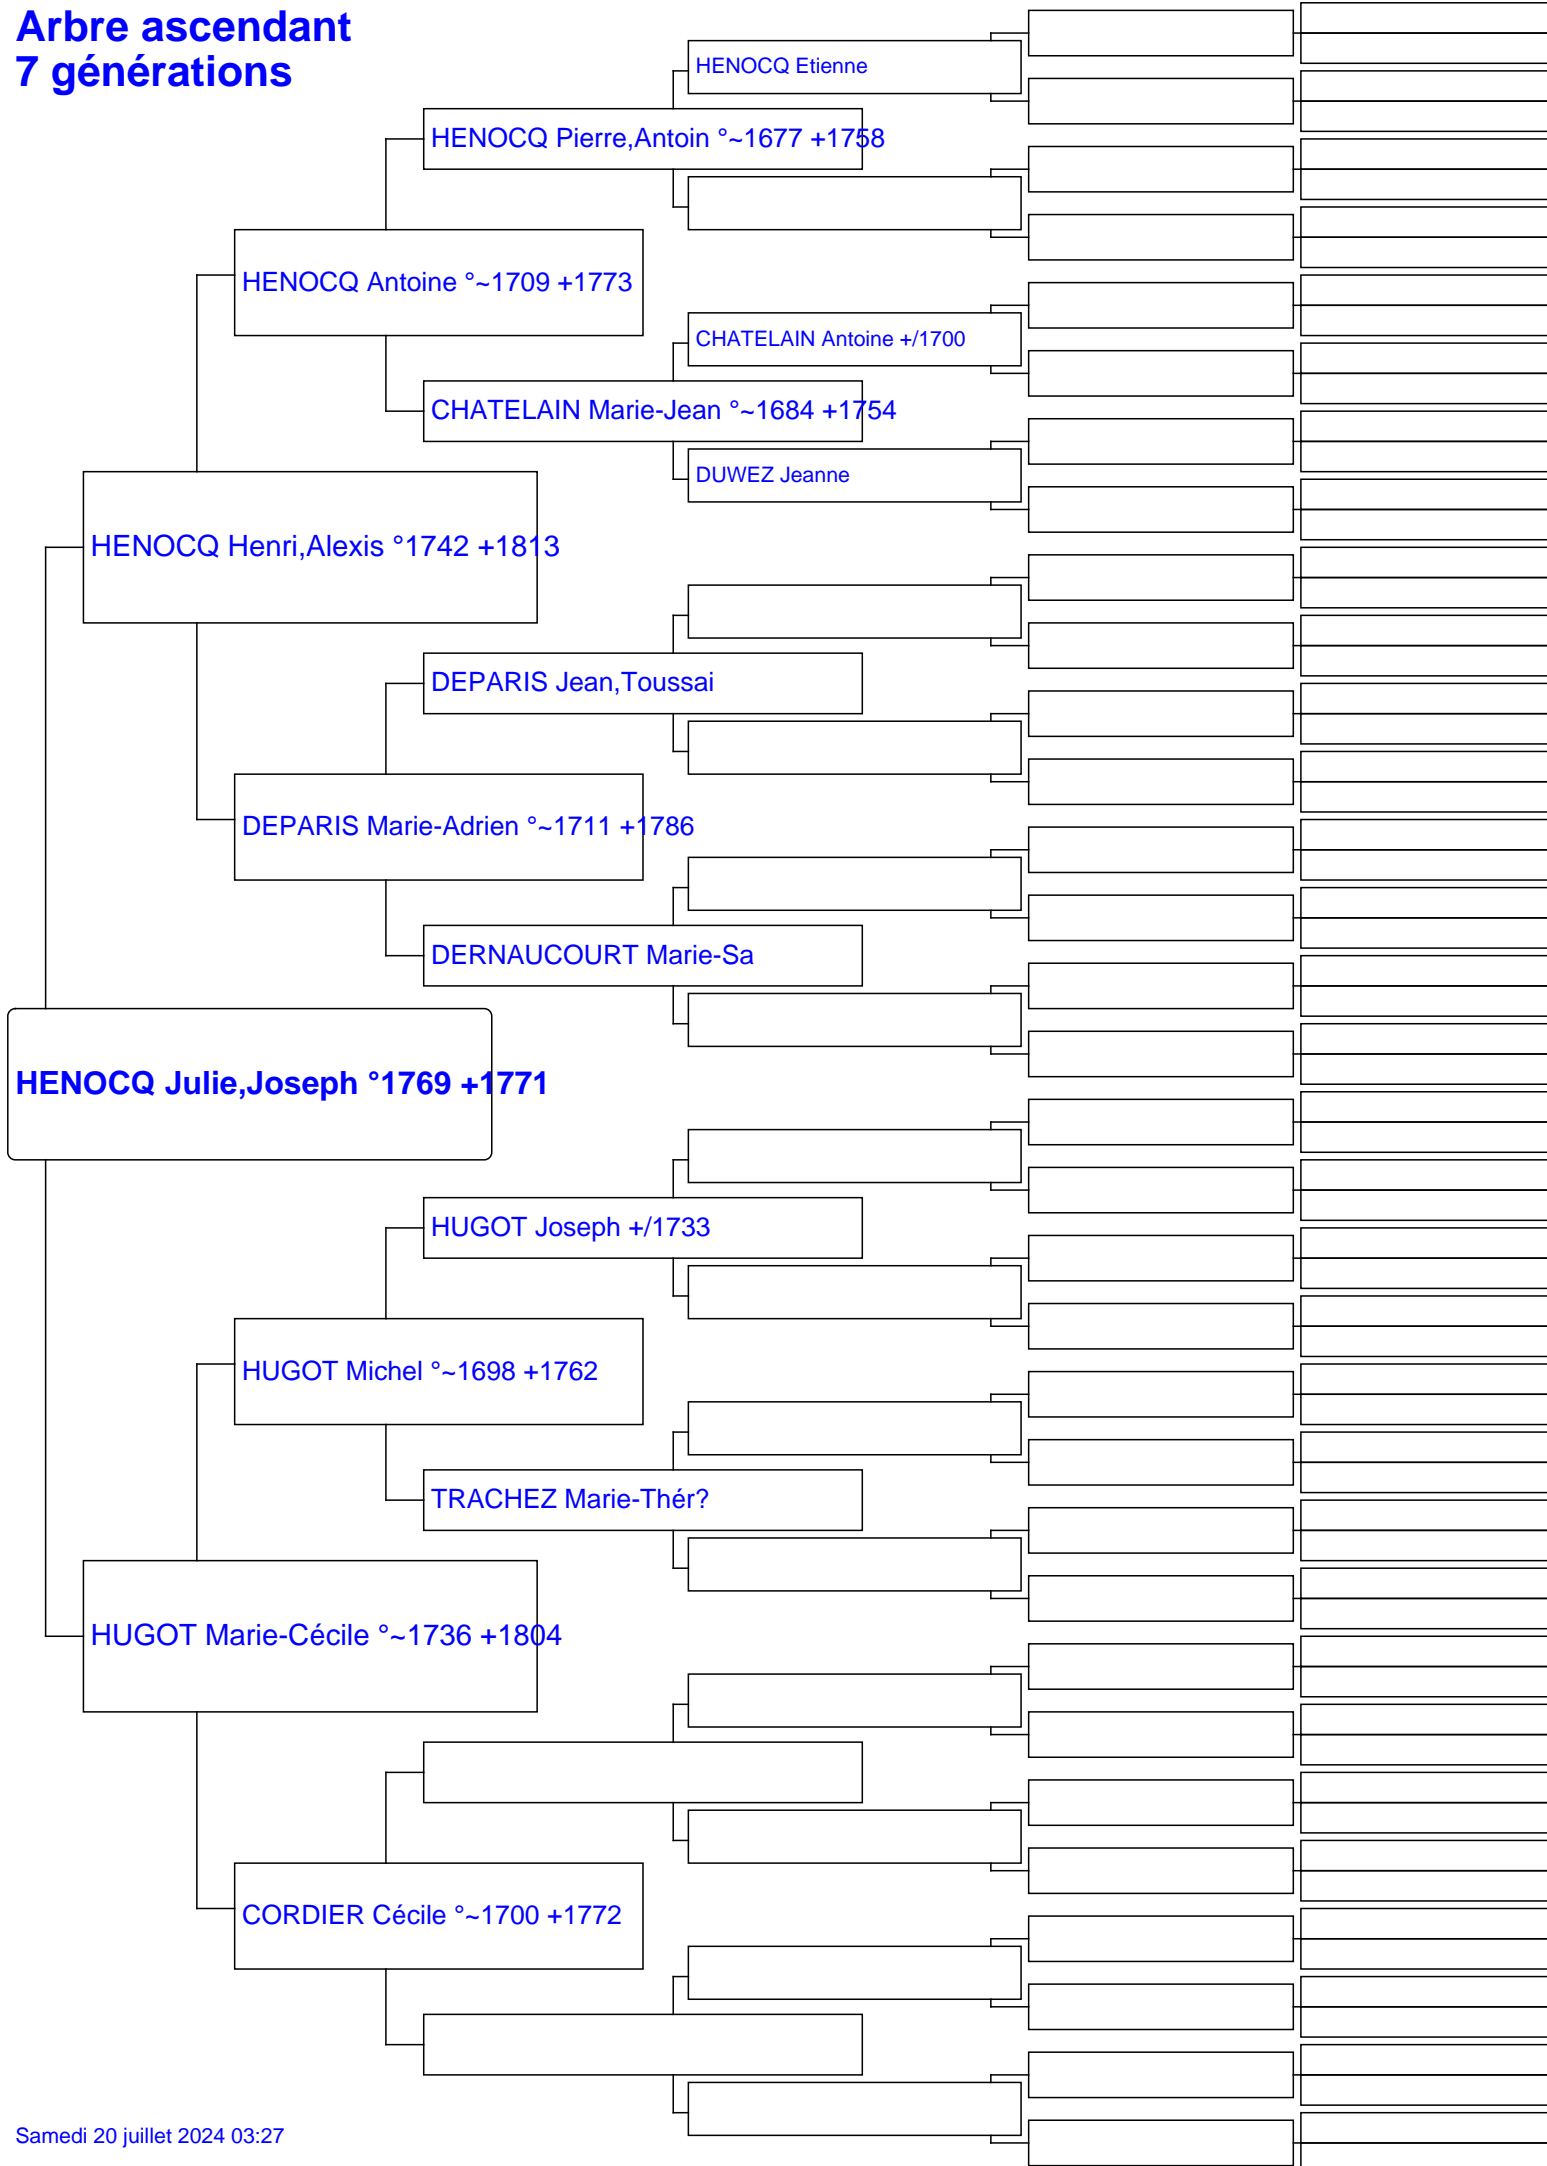 Arbre ascendant
7 générations
HENOCQ Etienne
HENOCQ Pierre,Antoin °~1677 +1758
HENOCQ Antoine °~1709 +1773
CHATELAIN Antoine +/1700
CHATELAIN Marie-Jean °~1684 +1754
DUWEZ Jeanne
HENOCQ Henri,Alexis °1742 +1813
DEPARIS Jean,Toussai
DEPARIS Marie-Adrien °~1711 +1786
DERNAUCOURT Marie-Sa
HENOCQ Julie,Joseph °1769 +1771
HUGOT Joseph +/1733
HUGOT Michel °~1698 +1762
TRACHEZ Marie-Thér?
HUGOT Marie-Cécile °~1736 +1804
CORDIER Cécile °~1700 +1772
Samedi 20 juillet 2024 03:27